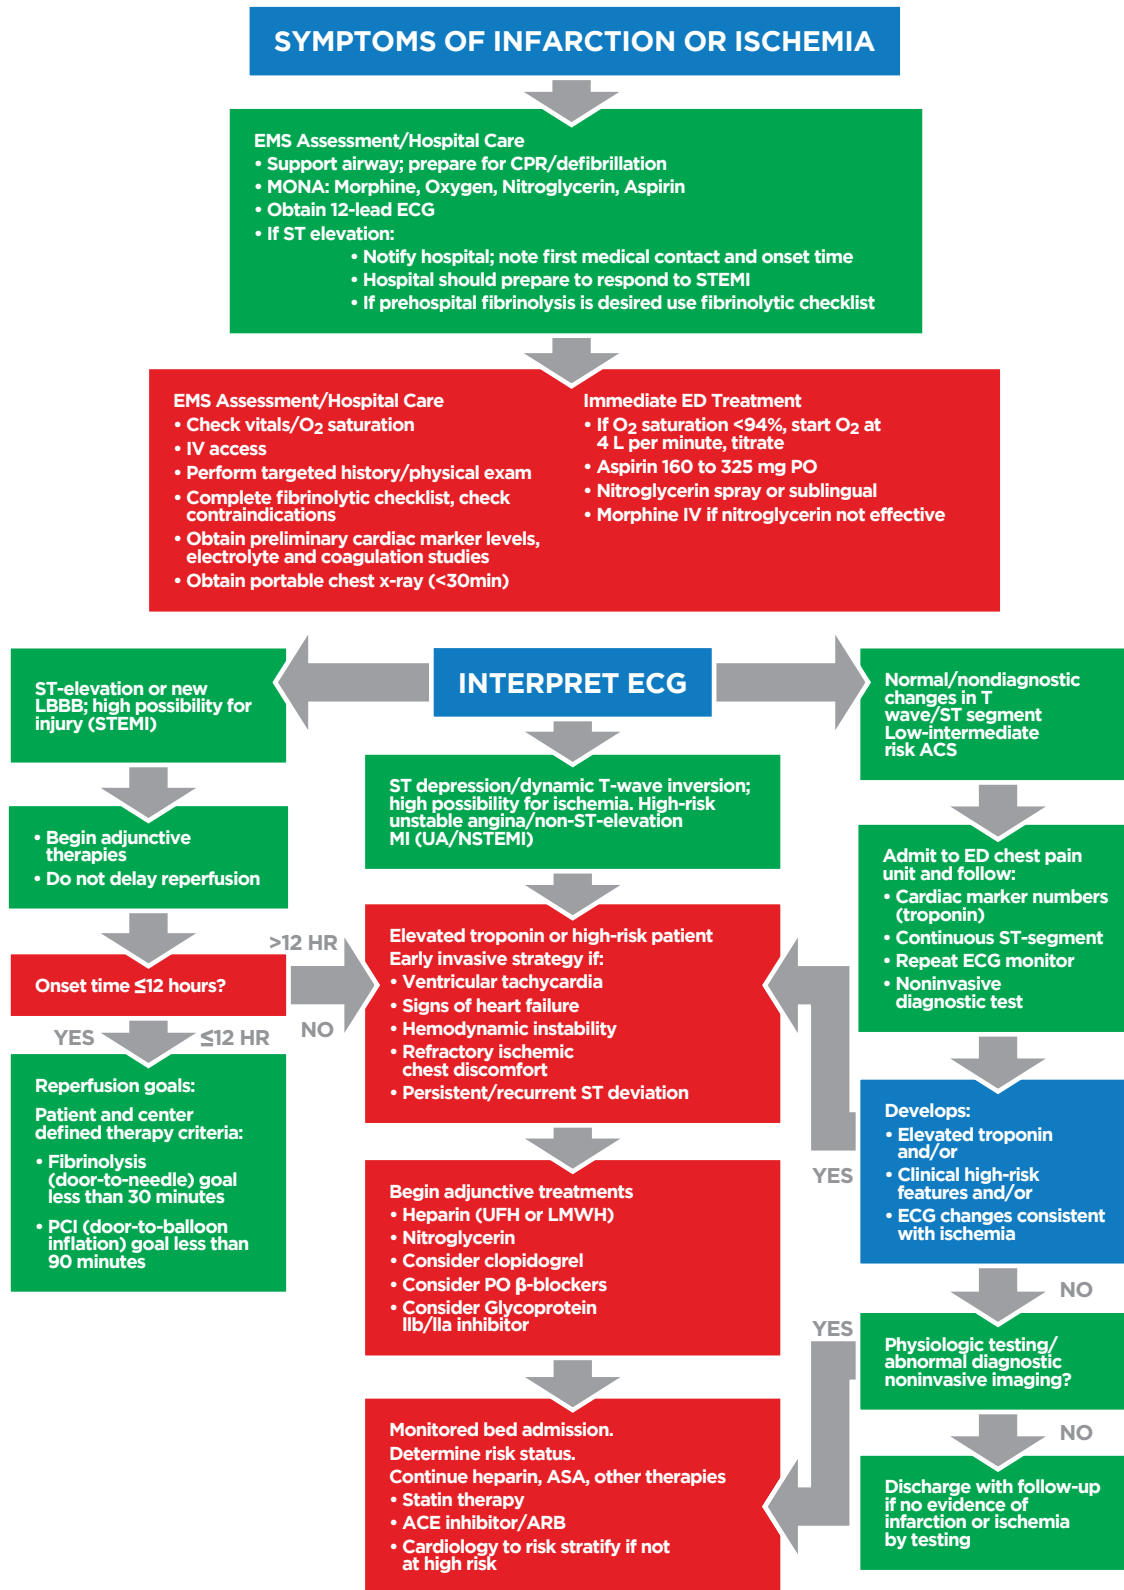 SYMPTOMS OF INFARCTION OR ISCHEMIA
EMS Assessment/Hospital Care
• Support airway; prepare for CPR/defibrillation
• MONA: Morphine, Oxygen, Nitroglycerin, Aspirin
• Obtain 12-lead ECG
• If ST elevation:
• Notify hospital; note first medical contact and onset time
• Hospital should prepare to respond to STEMI
• If prehospital fibrinolysis is desired use fibrinolytic checklist
EMS Assessment/Hospital Care
• Check vitals/O₂ saturation
• IV access
• Perform targeted history/physical exam
• Complete fibrinolytic checklist, check
contraindications
• Obtain preliminary cardiac marker levels,
electrolyte and coagulation studies
• Obtain portable chest x-ray (<30min)
Immediate ED Treatment
• If O₂ saturation <94%, start O₂ at
4 L per minute, titrate
• Aspirin 160 to 325 mg PO
• Nitroglycerin spray or sublingual
• Morphine IV if nitroglycerin not effective
INTERPRET ECG
ST-elevation or new
LBBB; high possibility for
injury (STEMI)
• Begin adjunctive
therapies
• Do not delay reperfusion
Onset time ≤12 hours?
>12 HR
NO
YES
≤12 HR
Reperfusion goals:
Patient and center
defined therapy criteria:
• Fibrinolysis
(door-to-needle) goal
less than 30 minutes
• PCI (door-to-balloon
inflation) goal less than
90 minutes
ST depression/dynamic T-wave inversion;
high possibility for ischemia. High-risk
unstable angina/non-ST-elevation
MI (UA/NSTEMI)
Elevated troponin or high-risk patient
Early invasive strategy if:
• Ventricular tachycardia
• Signs of heart failure
• Hemodynamic instability
• Refractory ischemic
chest discomfort
• Persistent/recurrent ST deviation
Begin adjunctive treatments
• Heparin (UFH or LMWH)
• Nitroglycerin
• Consider clopidogrel
• Consider PO β-blockers
• Consider Glycoprotein
llb/lla inhibitor
Monitored bed admission.
Determine risk status.
Continue heparin, ASA, other therapies
• Statin therapy
• ACE inhibitor/ARB
• Cardiology to risk stratify if not
at high risk
Normal/nondiagnostic
changes in T
wave/ST segment
Low-intermediate
risk ACS
Admit to ED chest pain
unit and follow:
• Cardiac marker numbers
(troponin)
• Continuous ST-segment
• Repeat ECG monitor
• Noninvasive
diagnostic test
Develops:
• Elevated troponin
and/or
• Clinical high-risk
features and/or
• ECG changes consistent
with ischemia
YES
NO
Physiologic testing/
abnormal diagnostic
noninvasive imaging?
YES
NO
Discharge with follow-up
if no evidence of
infarction or ischemia
by testing